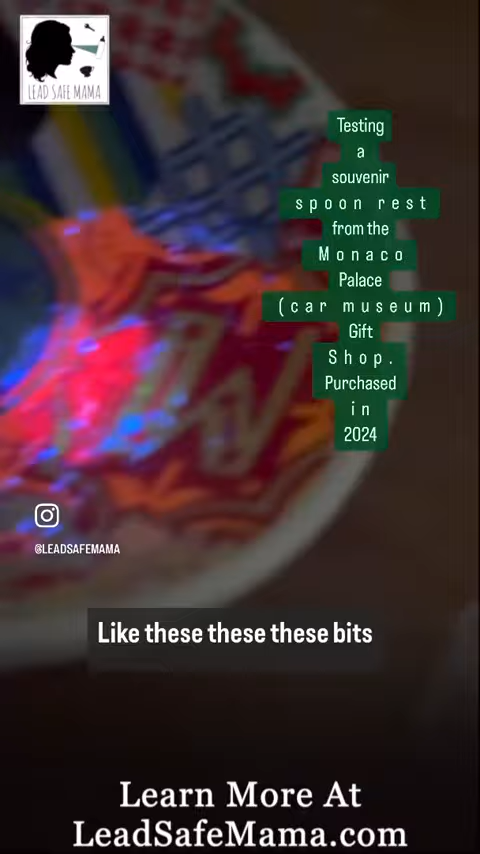 LEAD SAFE MAMA
Testing
a
souvenir
spoon rest
from the
Monaco
Palace
(car museum)
Gift
Shop.
Purchased
in
2024
@LEADSAFEMAMA
Like these these these bits
Learn More At
LeadSafeMama.com